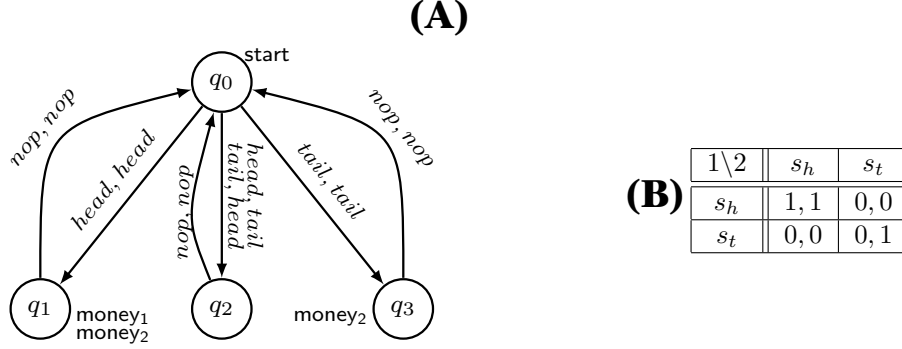 (A)
start
q0
nop, nop
head, head
nop, nop
head, tail
tail, head
tail, tail
nop, nop
q1
money1
money2
q2
money2
q3
(B)
1\2 sh st
sh 1, 1 0, 0
st 0, 0 0, 1